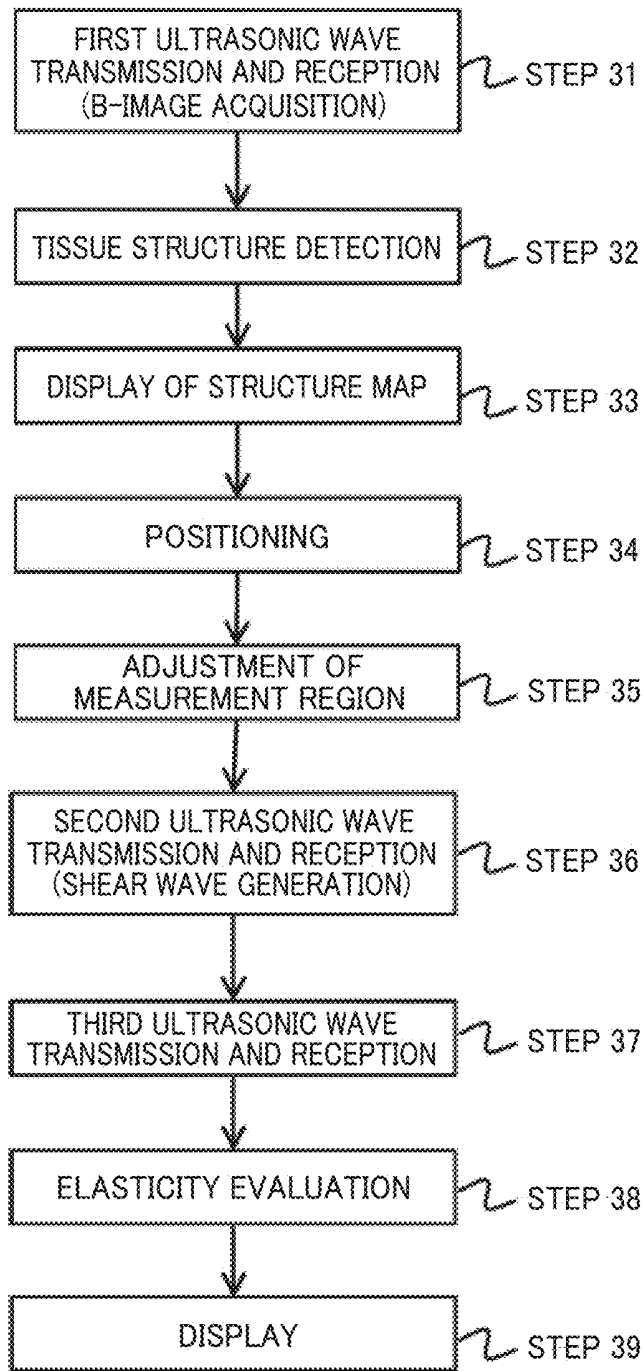 FIRST ULTRASONIC WAVE
TRANSMISSION AND RECEPTION
(B-IMAGE ACQUISITION)
STEP 31
TISSUE STRUCTURE DETECTION
STEP 32
DISPLAY OF STRUCTURE MAP
STEP 33
POSITIONING
STEP 34
ADJUSTMENT OF
MEASUREMENT REGION
STEP 35
SECOND ULTRASONIC WAVE
TRANSMISSION AND RECEPTION
(SHEAR WAVE GENERATION)
STEP 36
THIRD ULTRASONIC WAVE
TRANSMISSION AND RECEPTION
STEP 37
ELASTICITY EVALUATION
STEP 38
DISPLAY
STEP 39